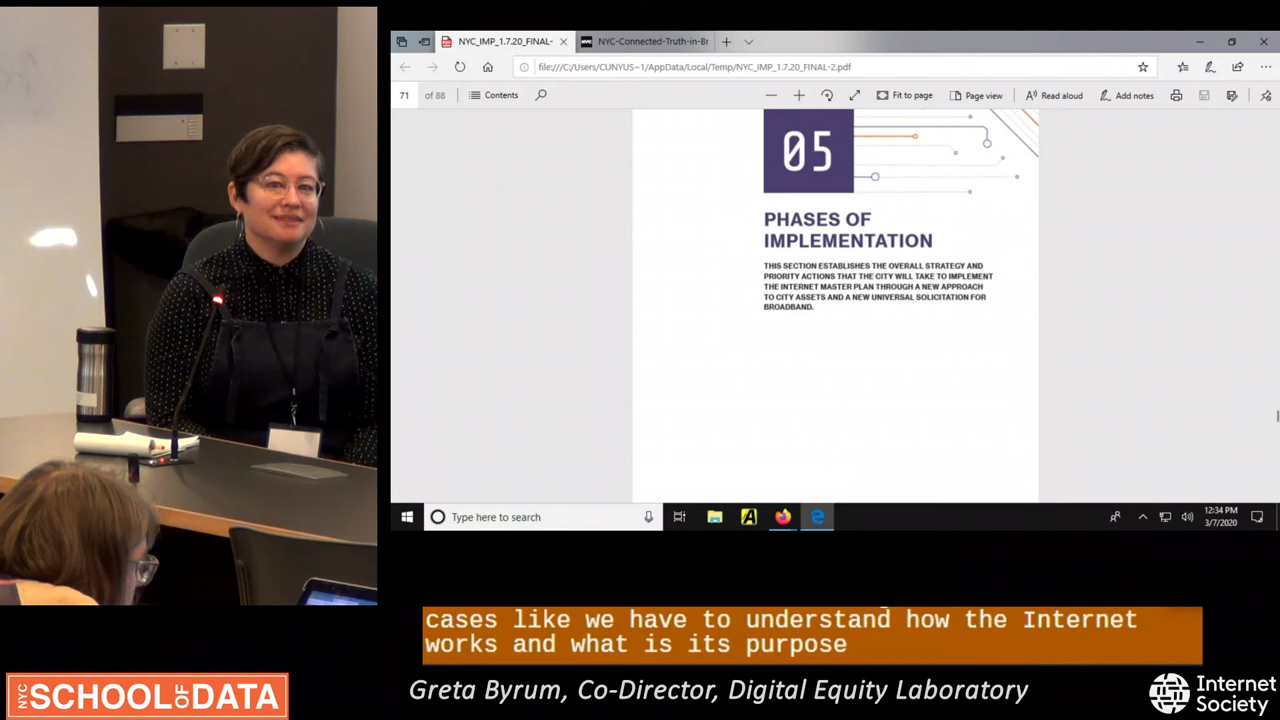 NYC_IMP_1.7.20_FINAL-
NYC-Connected-Truth-in-Br
file:///C:/Users/CUNYUS~1/AppData/Local/Temp/NYC_IMP_1.7.20_FINAL-2.pdf
71 of 88
Contents
Fit to page
Page view
Read aloud
Add notes
05
PHASES OF
IMPLEMENTATION
THIS SECTION ESTABLISHES THE OVERALL STRATEGY AND
PRIORITY ACTIONS THAT THE CITY WILL TAKE TO IMPLEMENT
THE INTERNET MASTER PLAN THROUGH A NEW APPROACH
TO CITY ASSETS AND A NEW UNIVERSAL SOLICITATION FOR
BROADBAND.
Type here to search
12:34 PM
3/7/2020
cases like we have to understand how the Internet
works and what is its purpose
NYC SCHOOL OF DATA
Greta Byrum, Co-Director, Digital Equity Laboratory
Internet
Society